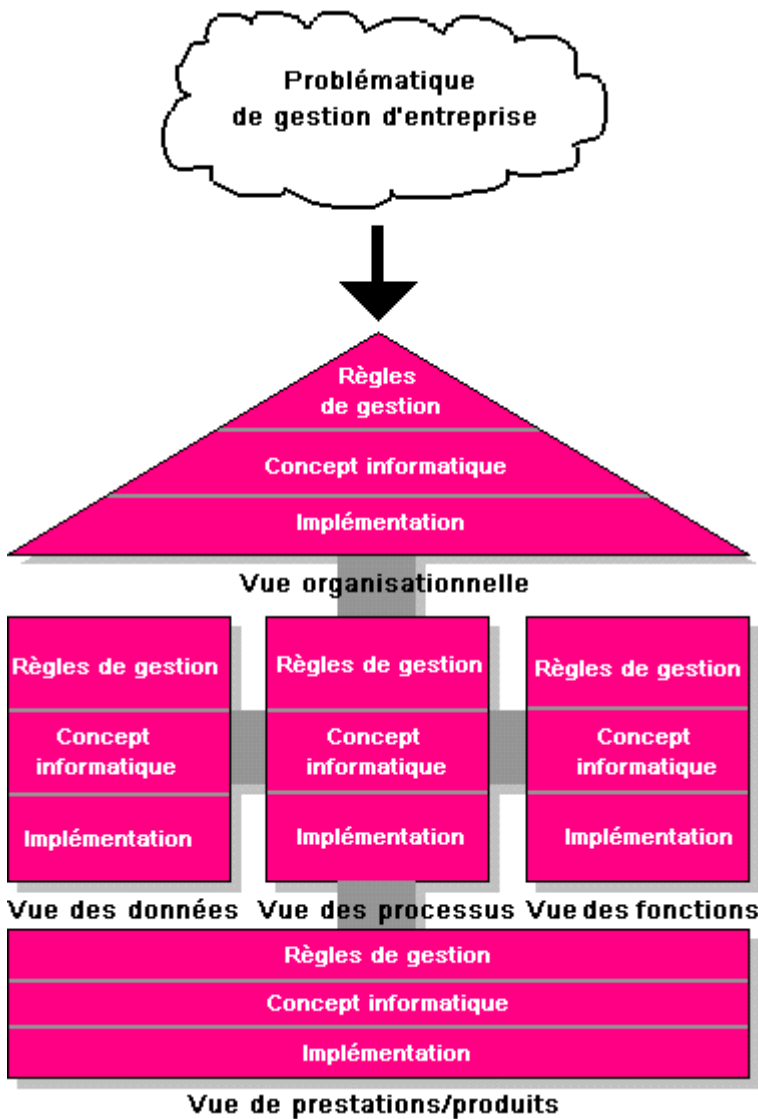 Problématique
de gestion d'entreprise
Règles
de gestion
Concept informatique
Implémentation
Vue organisationnelle
Règles de gestion
Concept
informatique
Implémentation
Vue des données
Règles de gestion
Concept
informatique
Implémentation
Vue des processus
Règles de gestion
Concept
informatique
Implémentation
Vue des fonctions
Règles de gestion
Concept informatique
Implémentation
Vue de prestations/produits